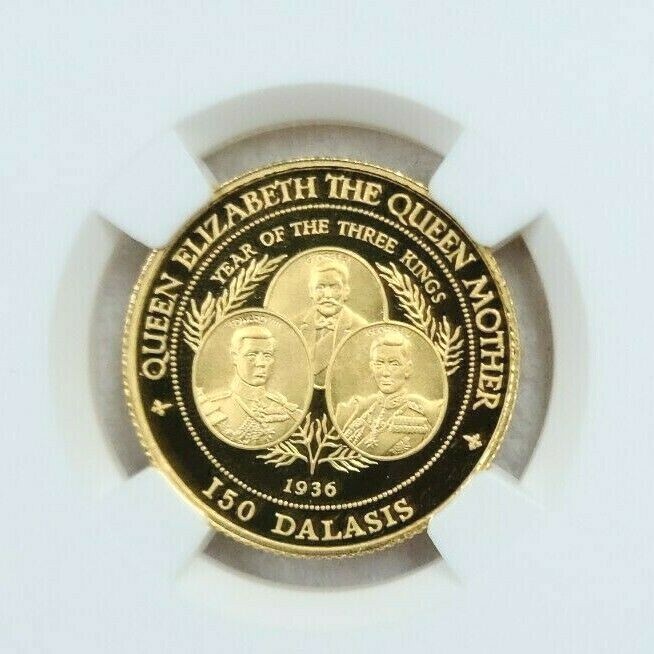 QUEEN ELIZABETH THE QUEEN MOTHER
YEAR OF THE THREE KINGS
1936
150 DALASIS